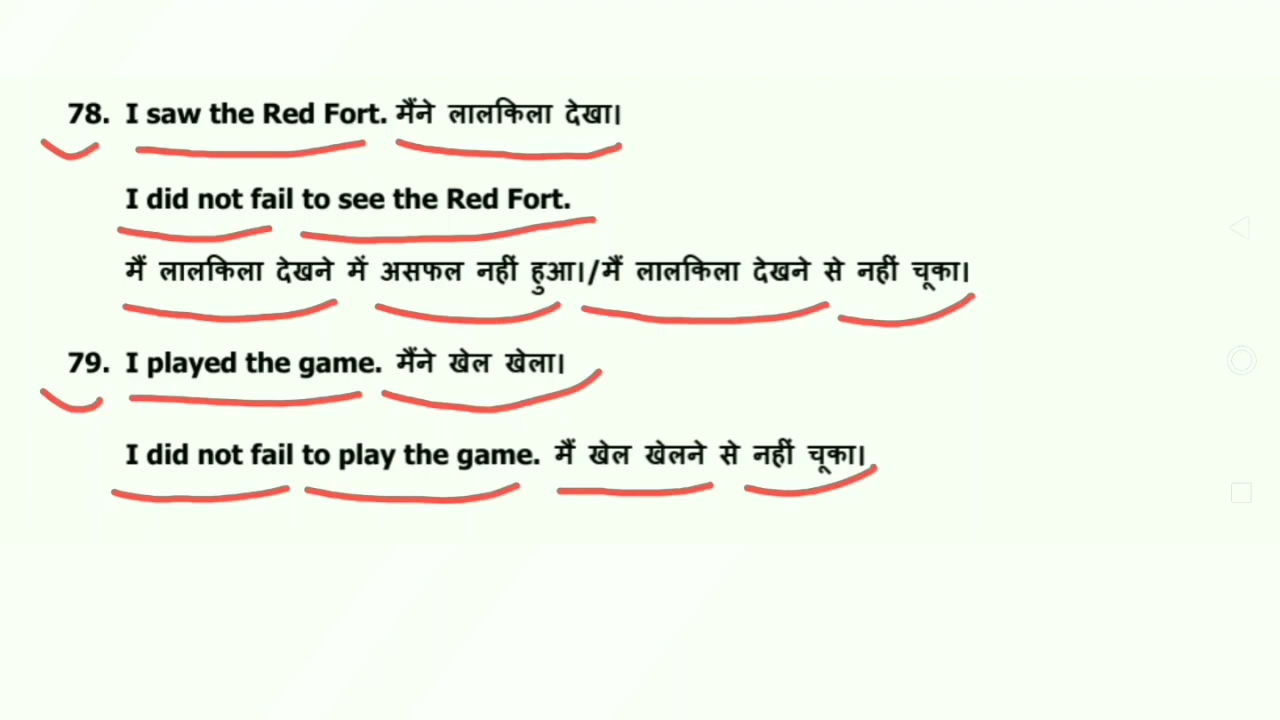 78. I saw the Red Fort. मैंने लालकिला देखा।
I did not fail to see the Red Fort.
मैं लालकिला देखने में असफल नहीं हुआ।/मैं लालकिला देखने से नहीं चूका।
79. I played the game. मैंने खेल खेला।
I did not fail to play the game. मैं खेल खेलने से नहीं चूका।